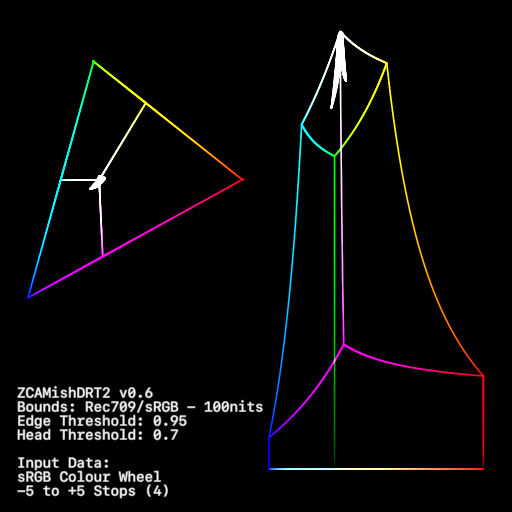 ZCAMishDRT2 v0.6
Bounds: Rec709/sRGB – 100nits
Edge Threshold: 0.95
Head Threshold: 0.7
Input Data:
sRGB Colour Wheel
–5 to +5 Stops (4)